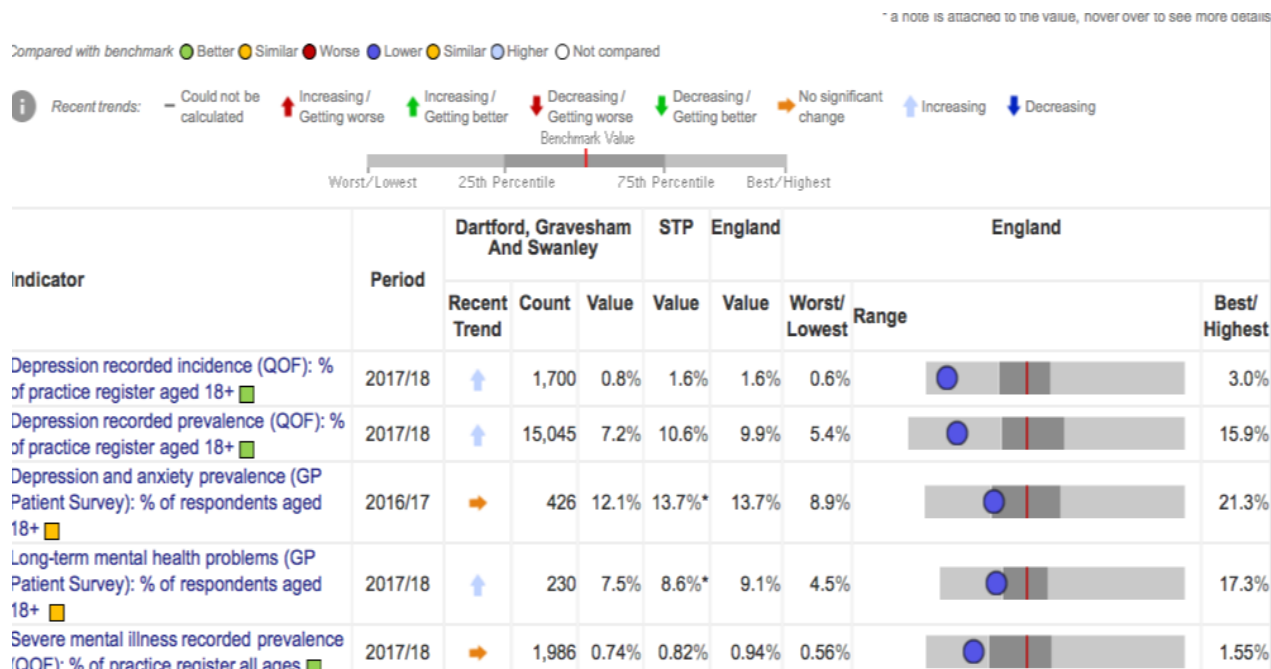 * a note is attached to the value, hover over to see more details
Compared with benchmark Better Similar Worse Lower Similar Higher Not compared
i Recent trends: Could not be calculated Increasing / Getting worse Increasing / Getting better Decreasing / Getting worse Decreasing / Getting better No significant change Increasing Decreasing
Benchmark Value
Worst/Lowest 25th Percentile 75th Percentile Best/Highest
Indicator Period Dartford, Gravesham And Swanley STP England England
Recent Trend Count Value Value Value Worst/ Lowest Range Best/ Highest
Depression recorded incidence (QOF): %
of practice register aged 18+ 2017/18 1,700 0.8% 1.6% 1.6% 0.6% 3.0%
Depression recorded prevalence (QOF): %
of practice register aged 18+ 2017/18 15,045 7.2% 10.6% 9.9% 5.4% 15.9%
Depression and anxiety prevalence (GP
Patient Survey): % of respondents aged 2016/17 426 12.1% 13.7%* 13.7% 8.9% 21.3%
18+
Long-term mental health problems (GP
Patient Survey): % of respondents aged 2017/18 230 7.5% 8.6%* 9.1% 4.5% 17.3%
18+
Severe mental illness recorded prevalence
(QOF): % of practice register all ages 2017/18 1,986 0.74% 0.82% 0.94% 0.56% 1.55%